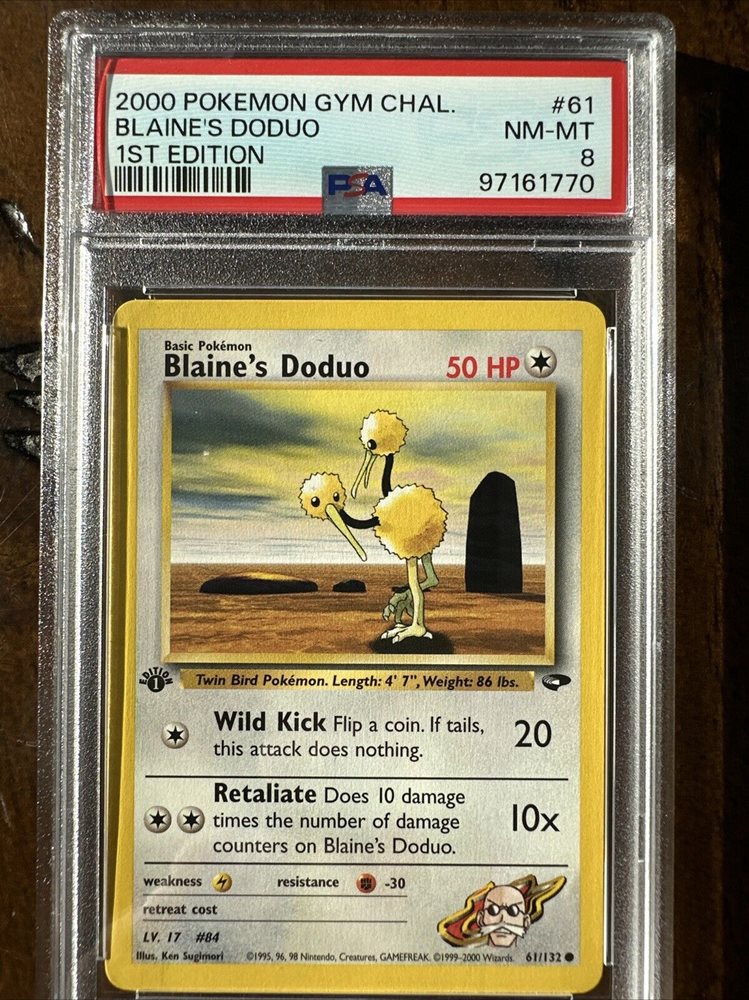 2000 POKEMON GYM CHAL. #61
BLAINE'S DODUO NM-MT
1ST EDITION 8
PSA 97161770
Basic Pokémon
Blaine's Doduo 50 HP
EDITION 1
Twin Bird Pokémon. Length: 4' 7", Weight: 86 lbs.
Wild Kick Flip a coin. If tails,
this attack does nothing. 20
Retaliate Does 10 damage
times the number of damage 10x
counters on Blaine's Doduo.
weakness resistance -30
retreat cost
LV. 17 #84
Illus. Ken Sugimori ©1995, 96, 98 Nintendo, Creatures, GAMEFREAK. ©1999-2000 Wizards. 61/132